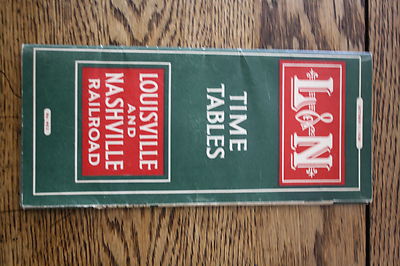 L&N
TIME
TABLES
LOUISVILLE
AND
NASHVILLE
RAILROAD